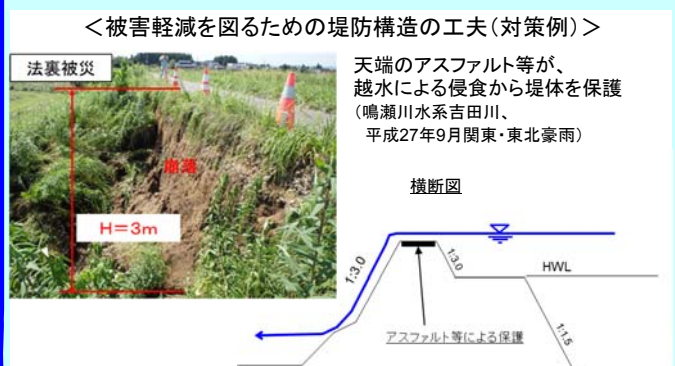 ＜被害軽減を図るための堤防構造の工夫（対策例）＞
法裏被災
天端のアスファルト等が、
越水による侵食から堤体を保護
（鳴瀬川水系吉田川、
平成27年9月関東・東北豪雨）
崩落
H＝3m
横断図
1:3.0
1:3.0
HWL
1:1.5
アスファルト等による保護